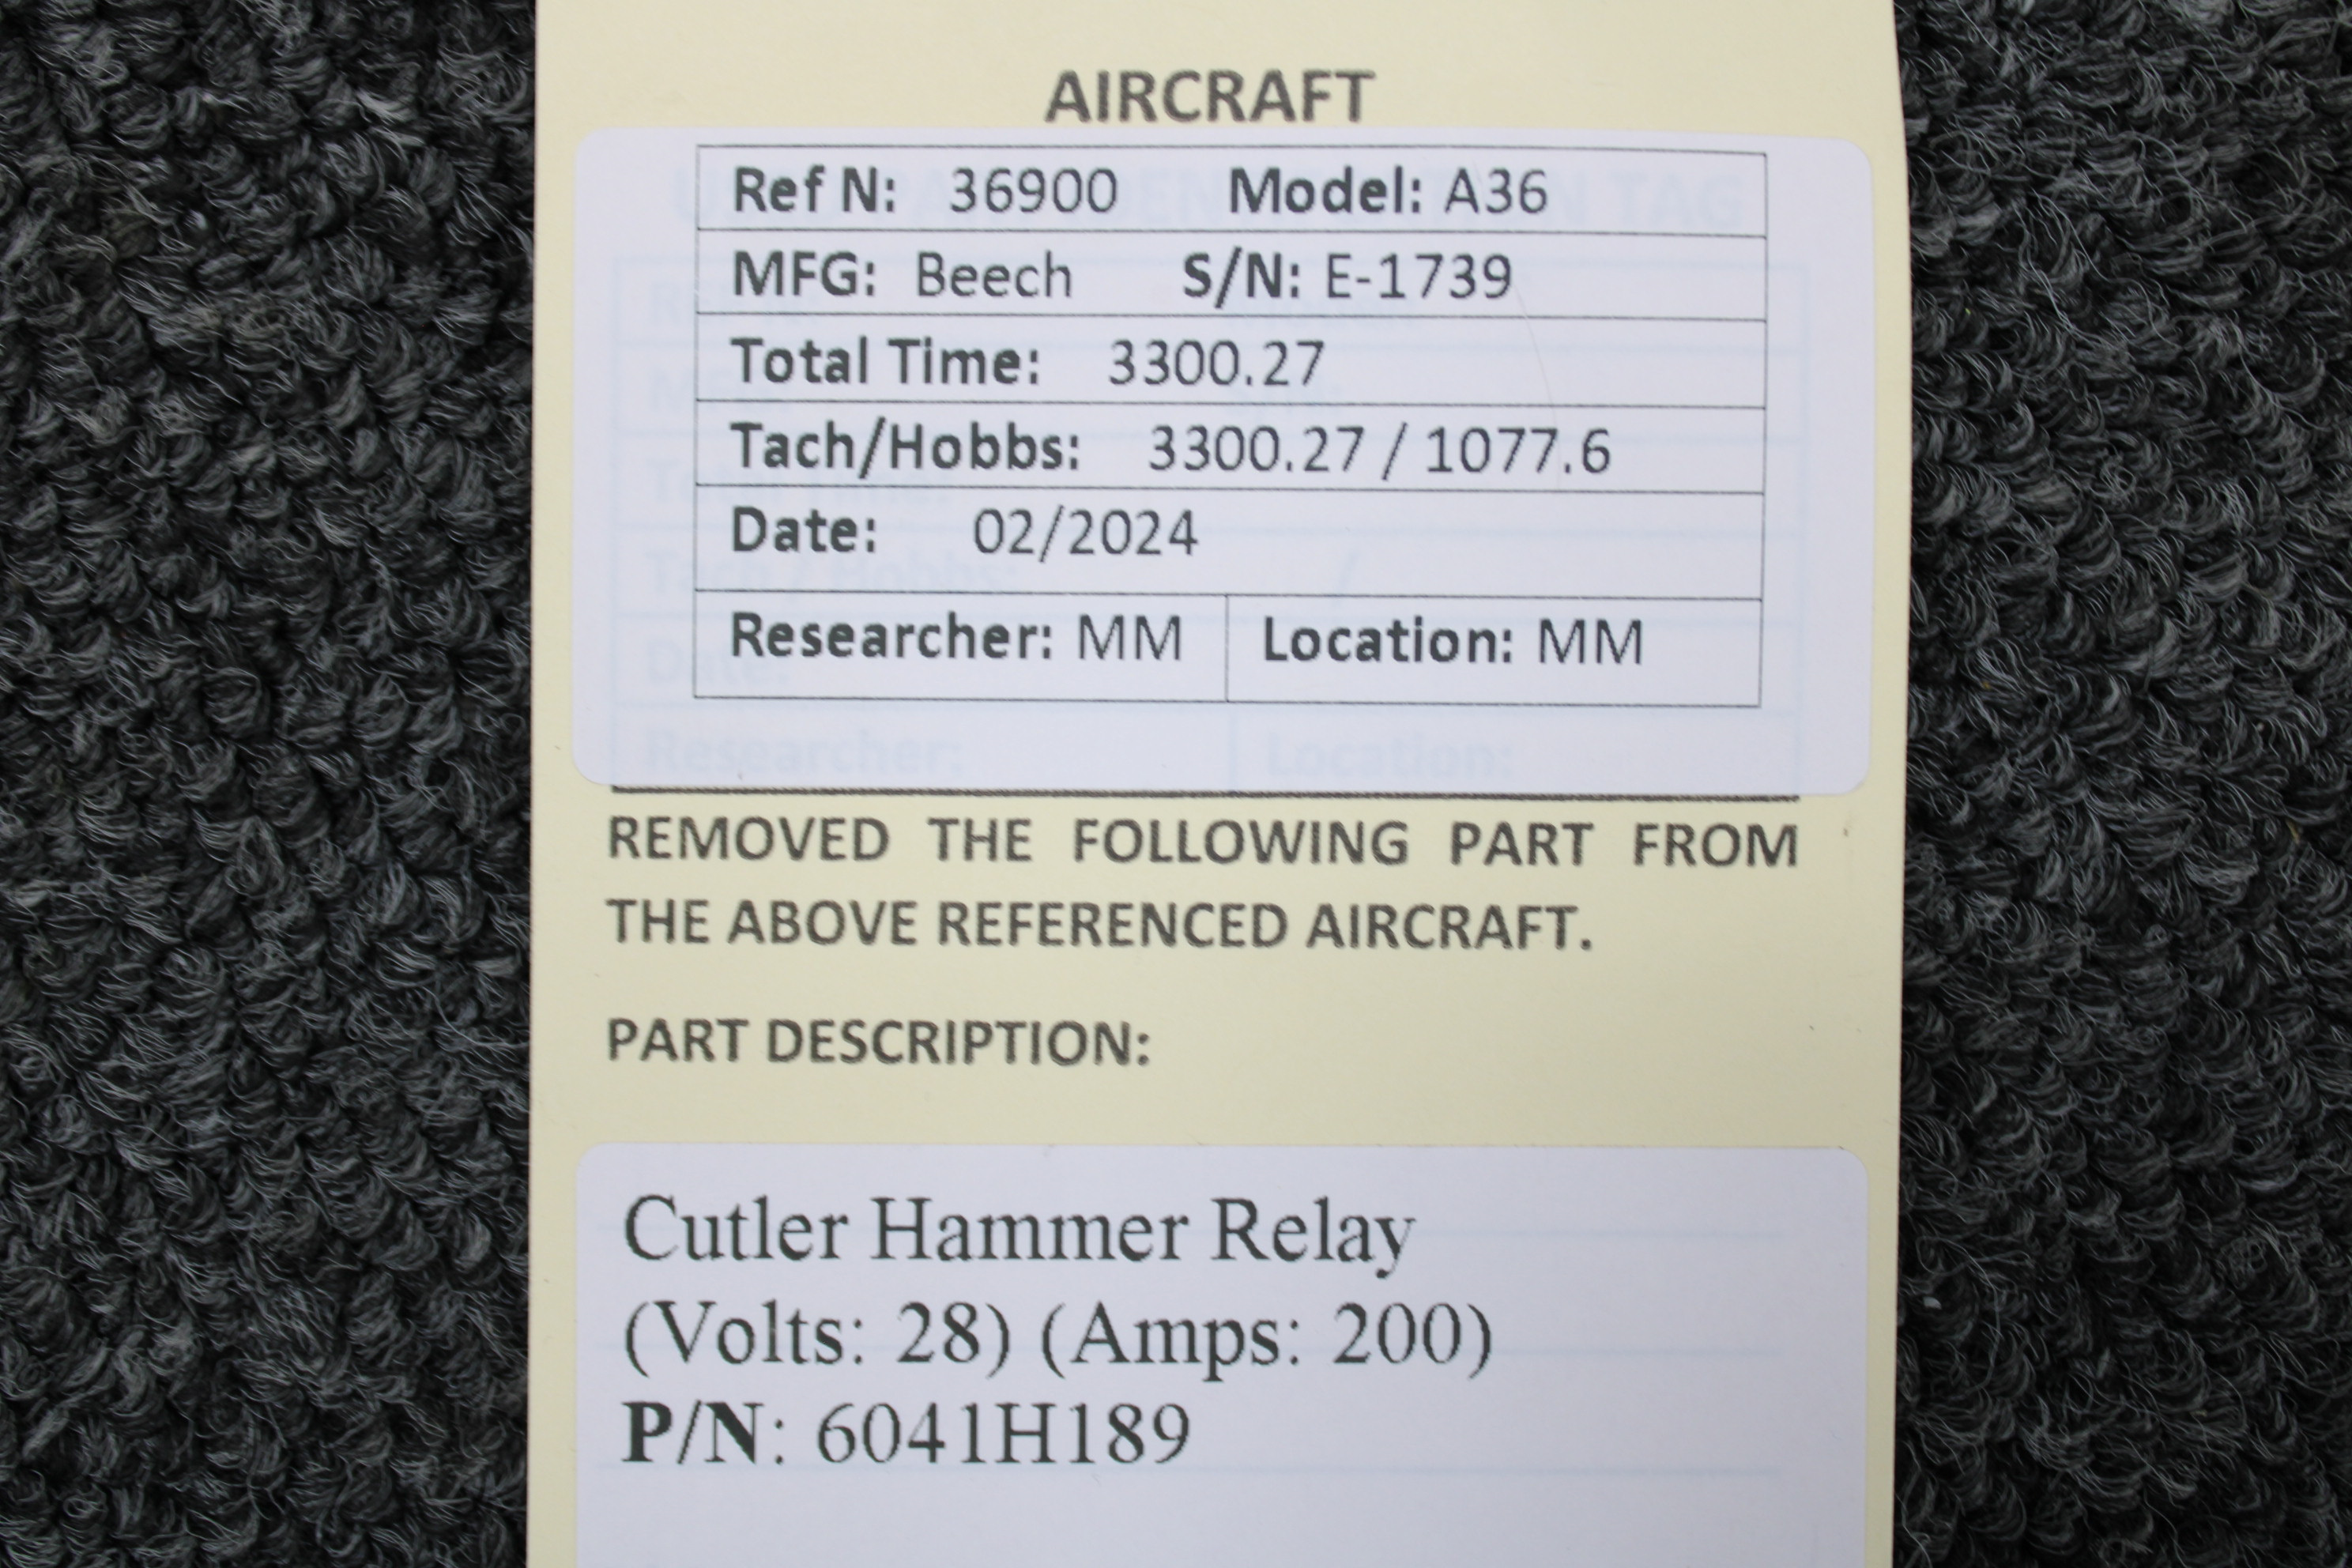 AIRCRAFT
Ref N: 36900 Model: A36
MFG: Beech S/N: E-1739
Total Time: 3300.27
Tach/Hobbs: 3300.27 / 1077.6
Date: 02/2024
Researcher: MM Location: MM
Researcher: Location:
REMOVED THE FOLLOWING PART FROM
THE ABOVE REFERENCED AIRCRAFT.
PART DESCRIPTION:
Cutler Hammer Relay
(Volts: 28) (Amps: 200)
P/N: 6041H189